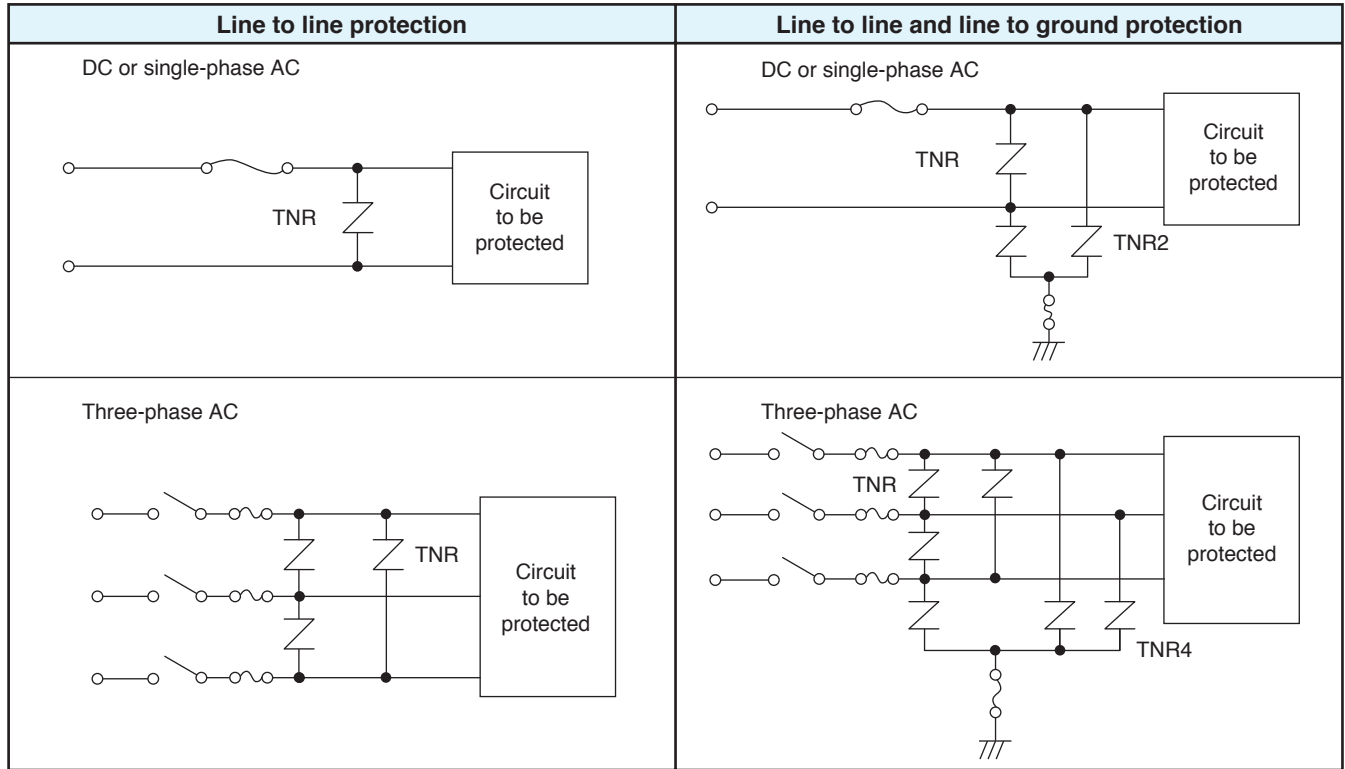 Line to line protection
Line to line and line to ground protection
DC or single-phase AC
TNR
Circuit
to be
protected
DC or single-phase AC
TNR
TNR2
Circuit
to be
protected
Three-phase AC
TNR
Circuit
to be
protected
Three-phase AC
TNR
TNR4
Circuit
to be
protected